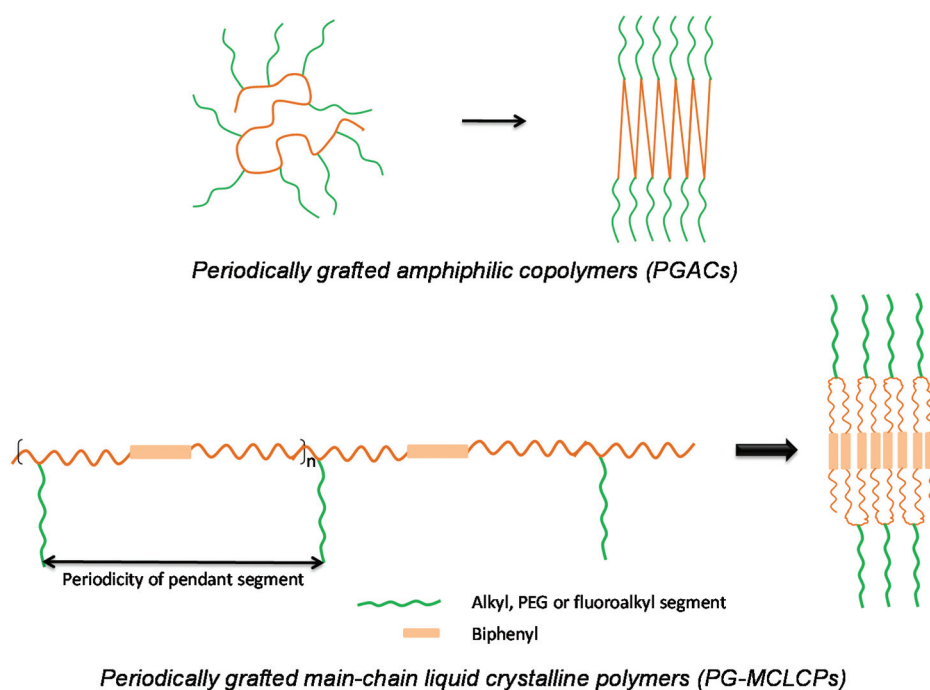 Periodically grafted amphiphilic copolymers (PGACs)
n
Periodicity of pendant segment
Alkyl, PEG or fluoroalkyl segment
Biphenyl
Periodically grafted main-chain liquid crystalline polymers (PG-MCLCPs)